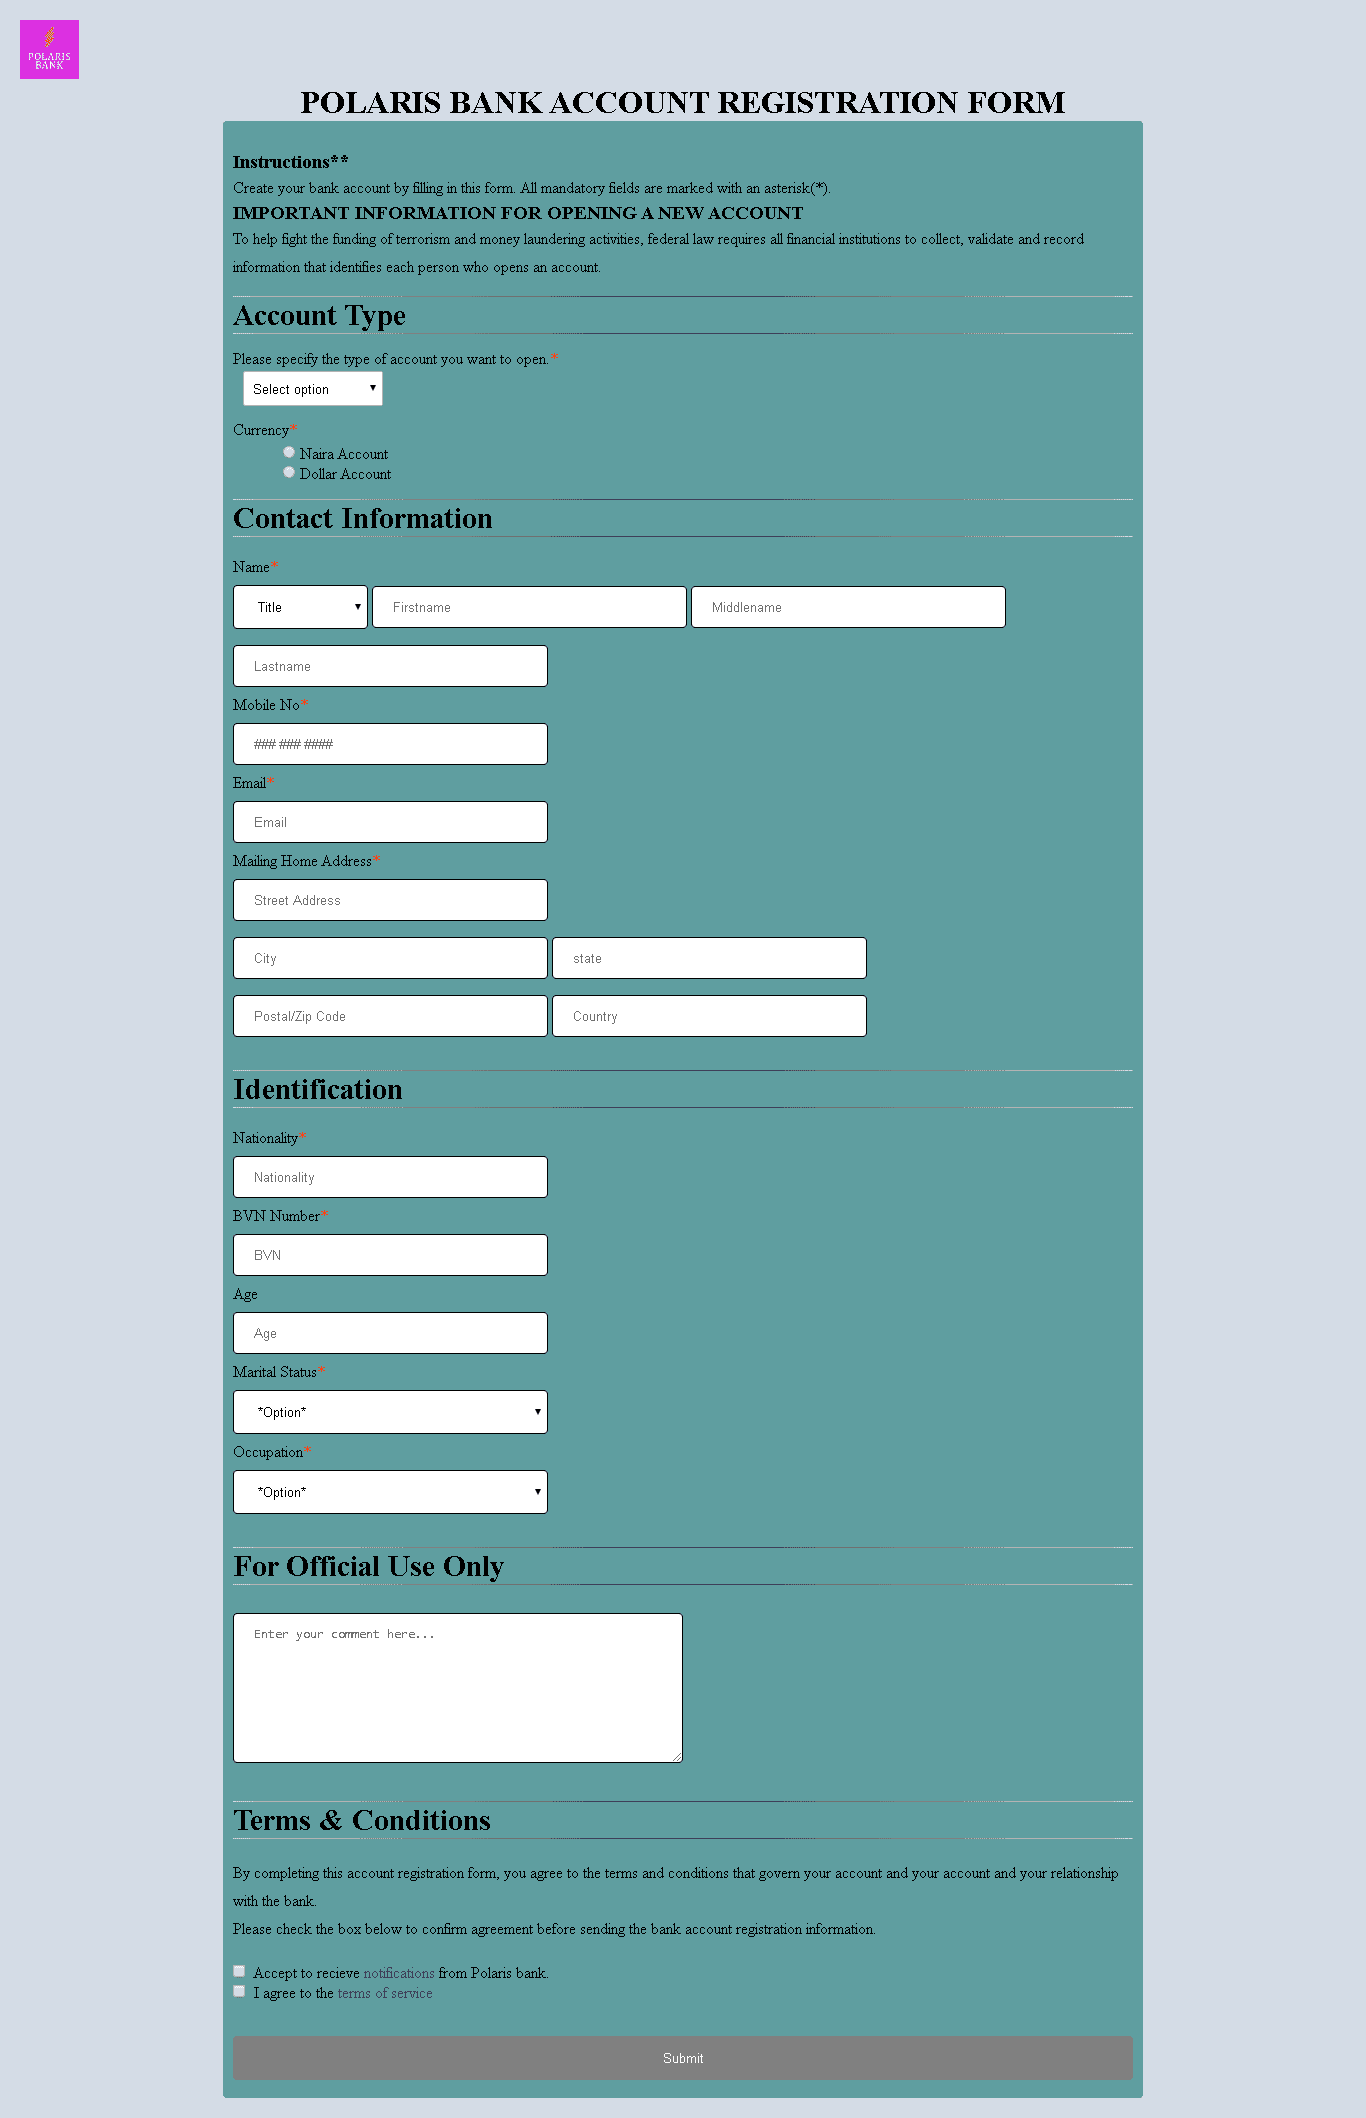 POLARIS
BANK
POLARIS BANK ACCOUNT REGISTRATION FORM
Instructions**
Create your bank account by filling in this form. All mandatory fields are marked with an asterisk(*).
IMPORTANT INFORMATION FOR OPENING A NEW ACCOUNT
To help fight the funding of terrorism and money laundering activities, federal law requires all financial institutions to collect, validate and record
information that identifies each person who opens an account.
Account Type
Please specify the type of account you want to open.*
Select option
Currency*
Naira Account
Dollar Account
Contact Information
Name*
Title Firstname Middlename
Lastname
Mobile No*
### ### ####
Email*
Email
Mailing Home Address*
Street Address
City state
Postal/Zip Code Country
Identification
Nationality*
Nationality
BVN Number*
BVN
Age
Age
Marital Status*
*Option*
Occupation*
*Option*
For Official Use Only
Enter your comment here...
Terms & Conditions
By completing this account registration form, you agree to the terms and conditions that govern your account and your account and your relationship
with the bank.
Please check the box below to confirm agreement before sending the bank account registration information.
Accept to recieve notifications from Polaris bank.
I agree to the terms of service
Submit